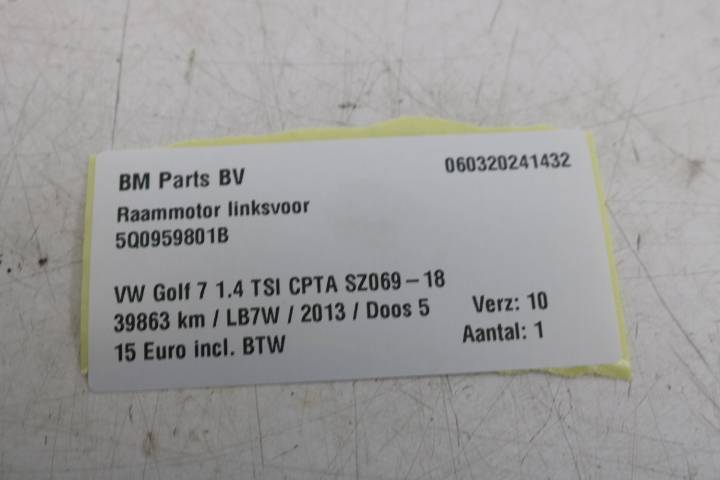 BM Parts BV 060320241432
Raammotor linksvoor
5Q0959801B
VW Golf 7 1.4 TSI CPTA SZ069-18
39863 km / LB7W / 2013 / Doos 5 Verz: 10
15 Euro incl. BTW Aantal: 1